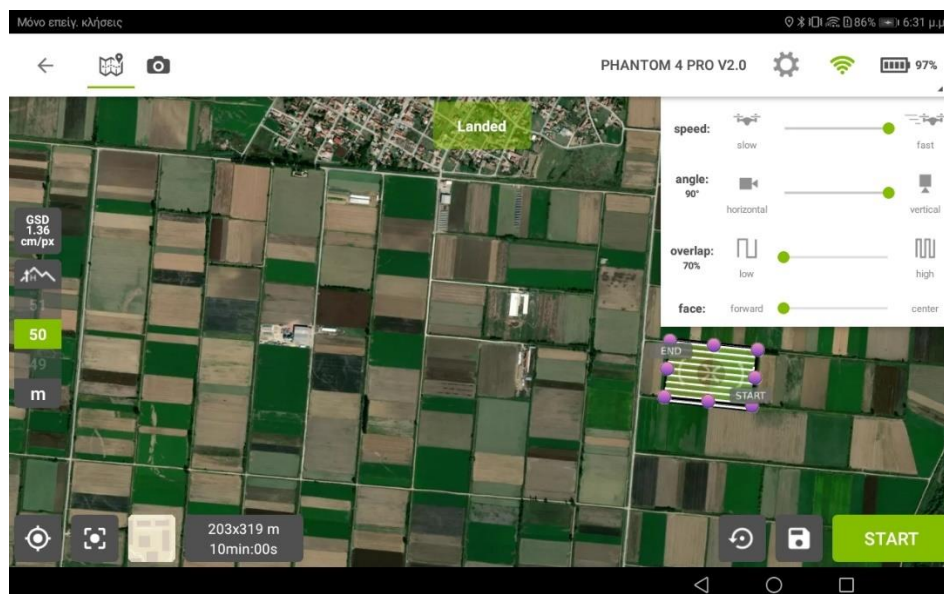 Μόνο επείγ. κλήσεις
86% 6:31 μ.μ
PHANTOM 4 PRO V2.0
97%
Landed
speed:
slow
fast
angle:
90°
horizontal
vertical
overlap:
70%
low
high
face:
forward
center
GSD
1.36
cm/px
H
51
50
49
m
END
START
203x319 m
10min:00s
START